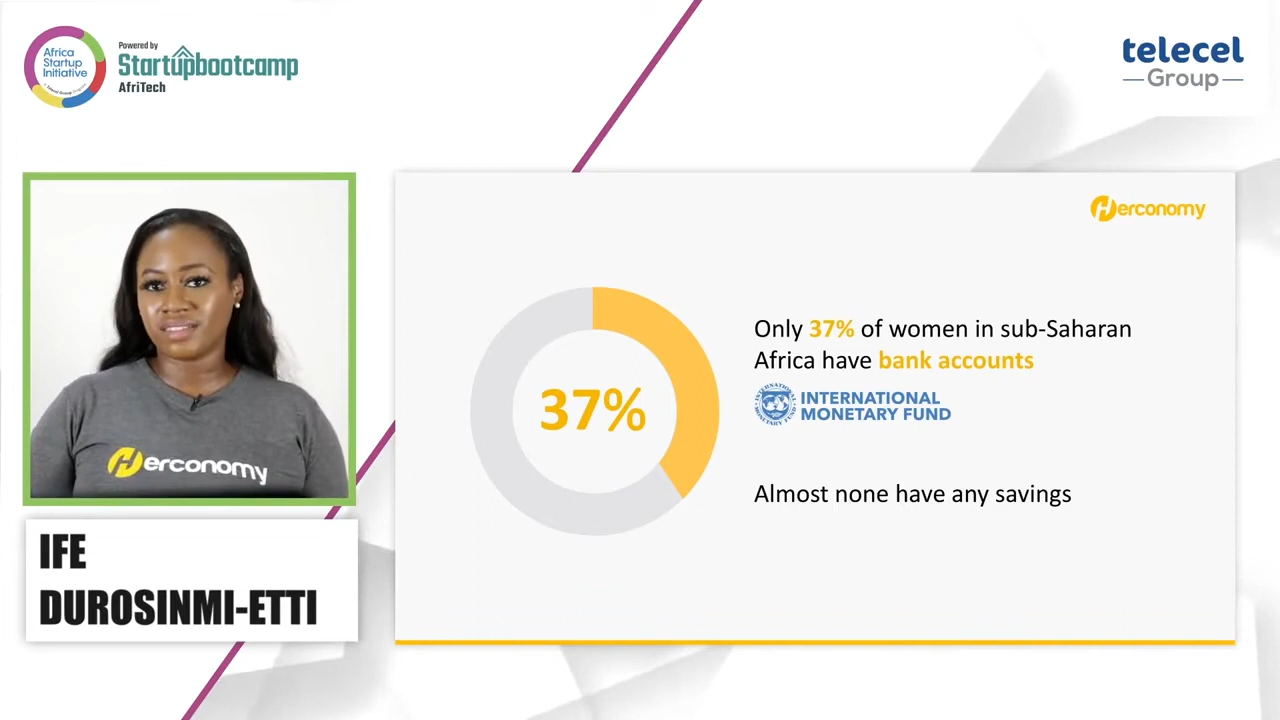 Africa
Startup
Initiative
Powered by
Startupbootcamp
AfriTech
telecel
Group
Herconomy
Herconomy
IFE
DUROSINMI-ETTI
37%
Only 37% of women in sub-Saharan
Africa have bank accounts
INTERNATIONAL
MONETARY FUND
Almost none have any savings